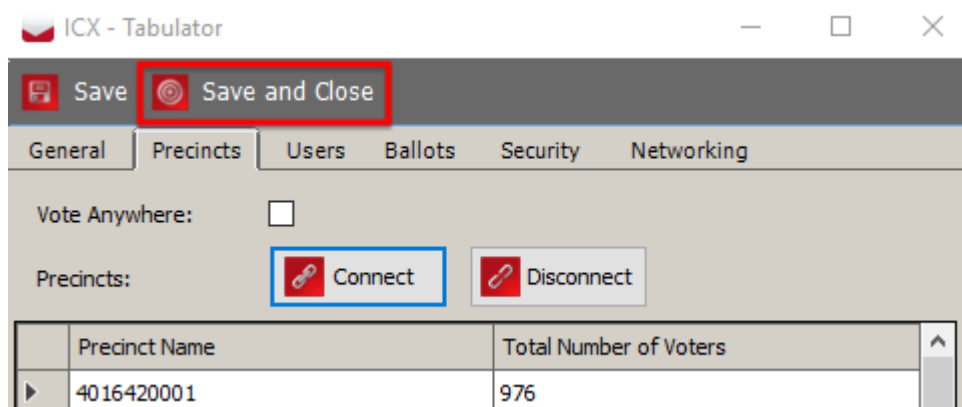 ICX - Tabulator
Save Save and Close
General Precincts Users Ballots Security Networking
Vote Anywhere:
Precincts: Connect Disconnect
Precinct Name Total Number of Voters
4016420001 976